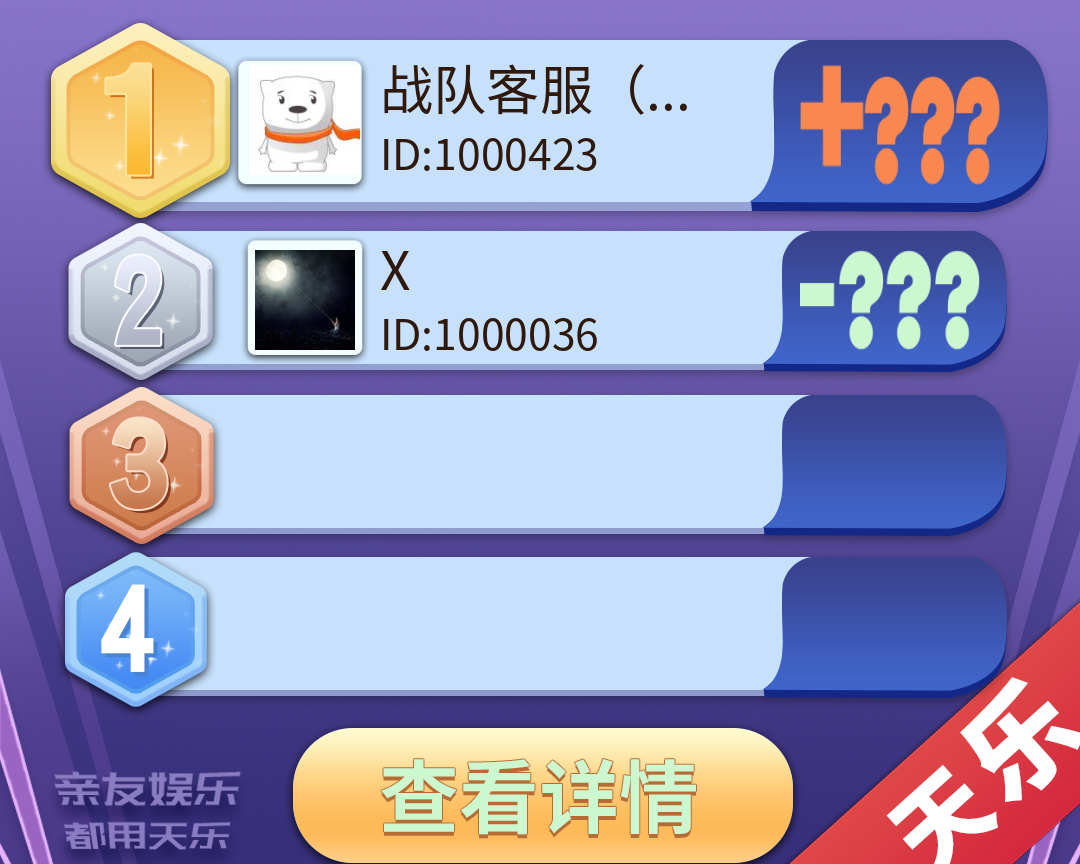 1
战队客服（...
ID:1000423
+???
2
X
ID:1000036
-???
3
4
查看详情
亲友娱乐
都用天乐
天乐